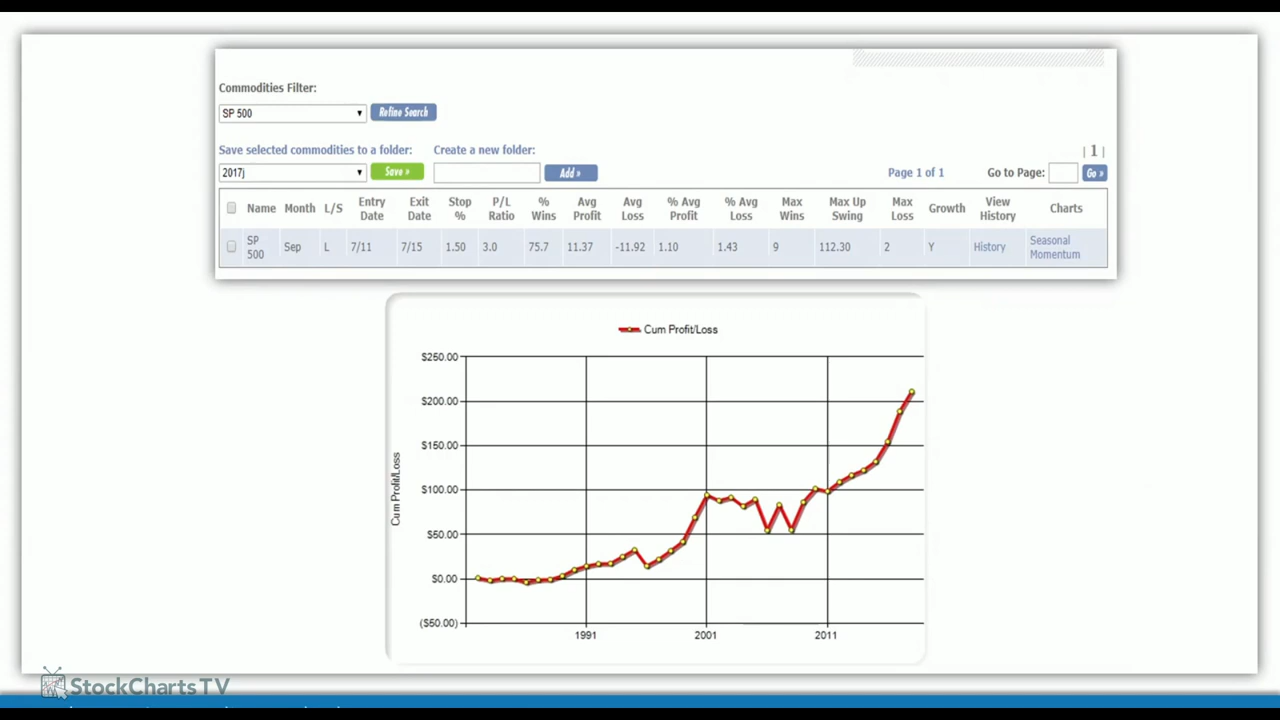 Commodities Filter:
SP 500 Refine Search
Save selected commodities to a folder: Create a new folder: | 1 |
2017j Save » Add » Page 1 of 1 Go to Page: Go »
Name Month L/S Entry Date Exit Date Stop % P/L Ratio % Wins Avg Profit Avg Loss % Avg Profit % Avg Loss Max Wins Max Up Swing Max Loss Growth View History Charts
SP 500 Sep L 7/11 7/15 1.50 3.0 75.7 11.37 -11.92 1.10 1.43 9 112.30 2 Y History Seasonal Momentum
Cum Profit/Loss
$250.00
$200.00
$150.00
$100.00
$50.00
$0.00
($50.00)
Cum Profit/Loss
1991 2001 2011
StockChartsTV